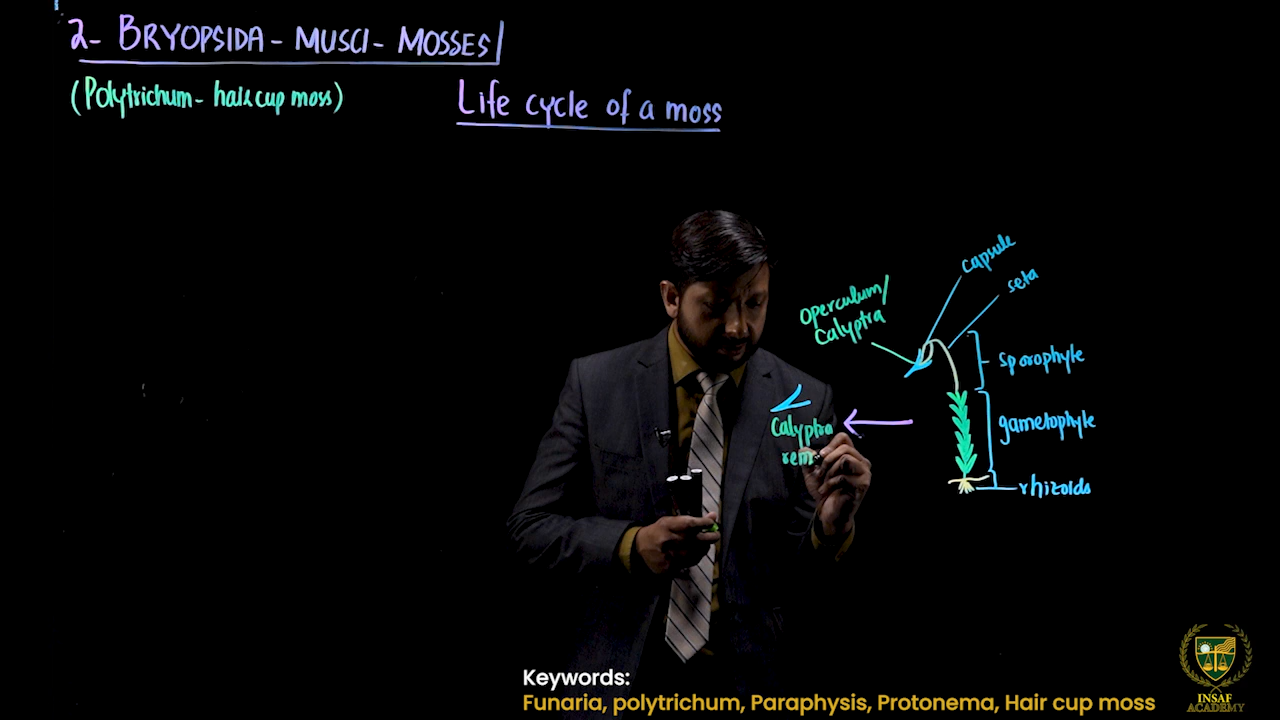 2- BRYOPSIDA - MUSCI - MOSSES
(Polytrichum - hair cup moss)
Life cycle of a moss
capsule
seta
operculum/
Calyptra
sporophyte
Calyptra
rem
gametophyte
rhizoids
Keywords:
Funaria, polytrichum, Paraphysis, Protonema, Hair cup moss
INSAF
ACADEMY